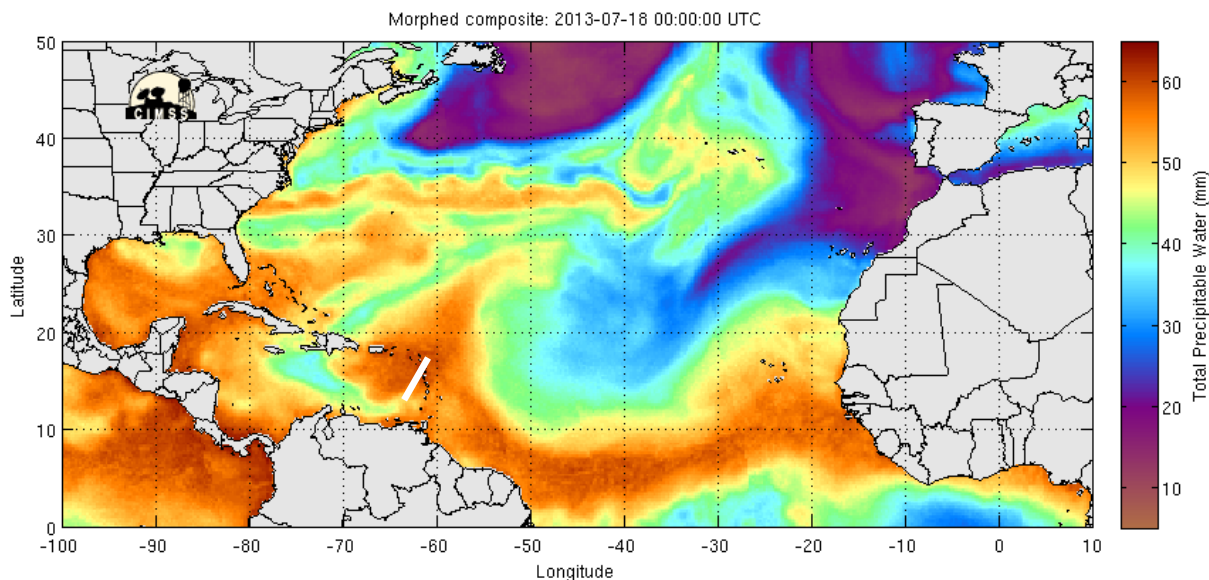 Morphed composite: 2013-07-18 00:00:00 UTC
CIMSS
50
40
30
20
10
0
Latitude
-100 -90 -80 -70 -60 -50 -40 -30 -20 -10 0 10
Longitude
60
50
40
30
20
10
Total Precipitable Water (mm)